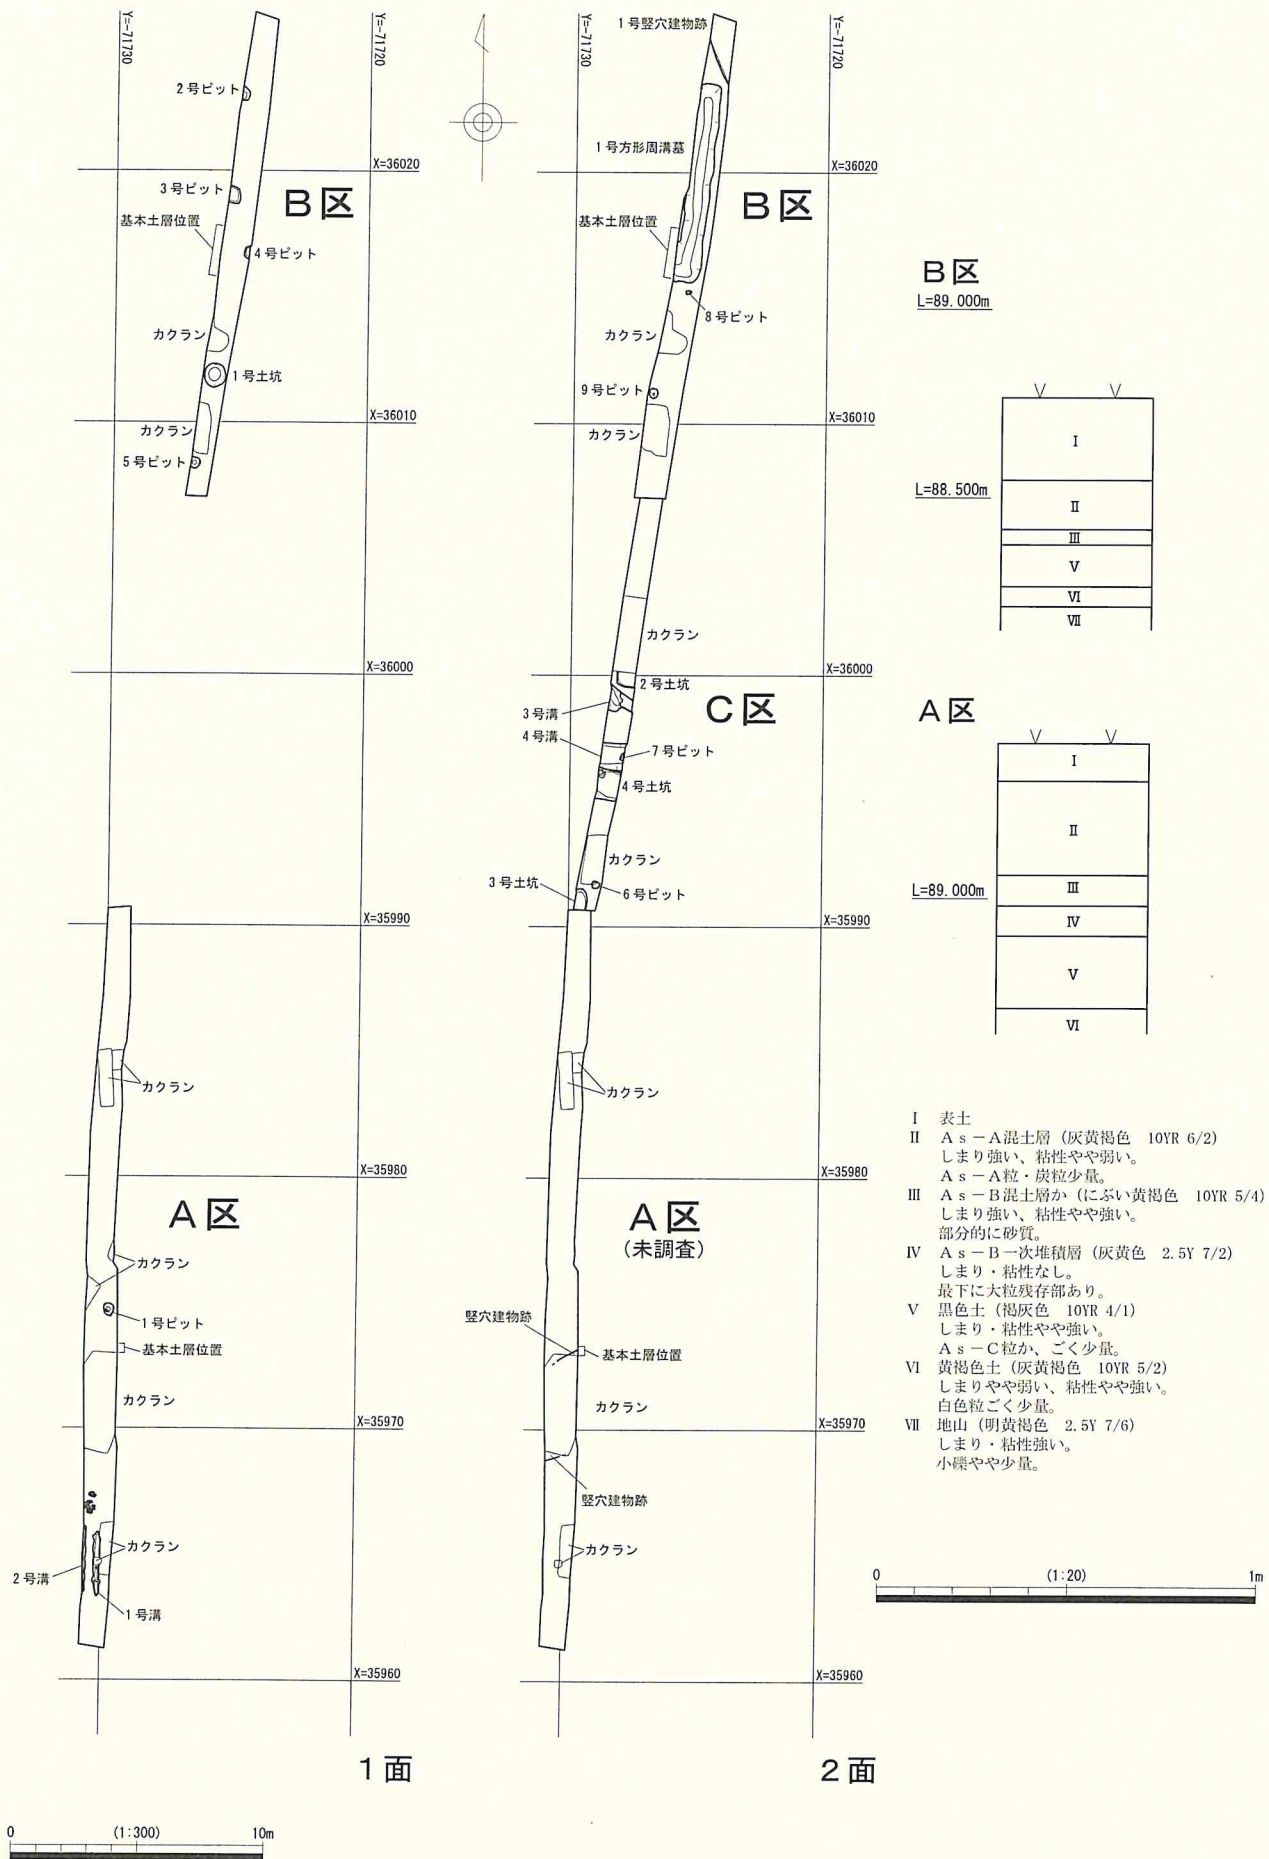 Y=-71730
Y=-71720
2号ピット
X=36020
3号ピット
B区
基本土層位置
4号ピット
カクラン
1号土坑
X=36010
カクラン
5号ピット
X=36000
X=35990
カクラン
X=35980
A区
カクラン
1号ピット
基本土層位置
カクラン
X=35970
カクラン
2号溝
1号溝
X=35960
1面
0 (1:300) 10m
Y=-71730
Y=-71720
1号竪穴建物跡
1号方形周溝墓
X=36020
B区
基本土層位置
8号ピット
カクラン
9号ピット
X=36010
カクラン
カクラン
X=36000
2号土坑
C区
3号溝
4号溝
7号ピット
4号土坑
カクラン
3号土坑
6号ピット
X=35990
カクラン
X=35980
A区
(未調査)
竪穴建物跡
基本土層位置
カクラン
X=35970
竪穴建物跡
カクラン
X=35960
2面
B区
L=89.000m
I
L=88.500m
II
III
V
VI
VII
A区
I
II
L=89.000m
III
IV
V
VI
I 表土
II As-A混土層(灰黄褐色 10YR 6/2)
しまり強い、粘性やや弱い。
As-A粒・炭粒少量。
III As-B混土層か(にぶい黄褐色 10YR 5/4)
しまり強い、粘性やや強い。
部分的に砂質。
IV As-B一次堆積層(灰黄色 2.5Y 7/2)
しまり・粘性なし。
最下に大粒残存部あり。
V 黒色土(褐灰色 10YR 4/1)
しまり・粘性やや強い。
As-C粒か、ごく少量。
VI 黄褐色土(灰黄褐色 10YR 5/2)
しまりやや弱い、粘性やや強い。
白色粒ごく少量。
VII 地山(明黄褐色 2.5Y 7/6)
しまり・粘性強い。
小礫やや少量。
0 (1:20) 1m